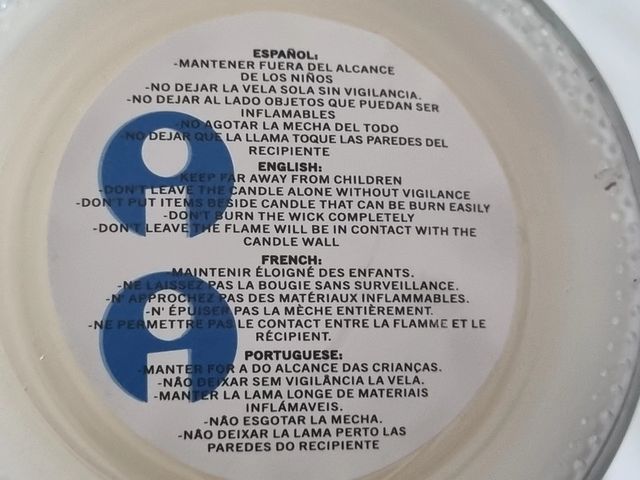 ESPAÑOL:
-MANTENER FUERA DEL ALCANCE
DE LOS NIÑOS
-NO DEJAR LA VELA SOLA SIN VIGILANCIA.
-NO DEJAR AL LADO OBJETOS QUE PUEDAN SER
INFLAMABLES
-NO AGOTAR LA MECHA DEL TODO
-NO DEJAR QUE LA LLAMA TOQUE LAS PAREDES DEL
RECIPIENTE
ENGLISH:
-KEEP FAR AWAY FROM CHILDREN
-DON'T LEAVE THE CANDLE ALONE WITHOUT VIGILANCE
-DON'T PUT ITEMS BESIDE CANDLE THAT CAN BE BURN EASILY
-DON'T BURN THE WICK COMPLETELY
-DON'T LEAVE THE FLAME WILL BE IN CONTACT WITH THE
CANDLE WALL
FRENCH:
MAINTENIR ÉLOIGNÉ DES ENFANTS.
-NE LAISSEZ PAS LA BOUGIE SANS SURVEILLANCE.
-N' APPROCHEZ PAS DES MATÉRIAUX INFLAMMABLES.
-N' ÉPUISER PAS LA MÈCHE ENTIÈREMENT.
-NE PERMETTRE PAS LE CONTACT ENTRE LA FLAMME ET LE
RÉCIPIENT.
PORTUGUESE:
-MANTER FOR A DO ALCANCE DAS CRIANÇAS.
-NÃO DEIXAR SEM VIGILÂNCIA LA VELA.
-MANTER LA LAMA LONGE DE MATERIAIS
INFLÁMAVEIS.
-NÃO ESGOTAR LA MECHA.
-NÃO DEIXAR LA LAMA PERTO LAS
PAREDES DO RECIPIENTE